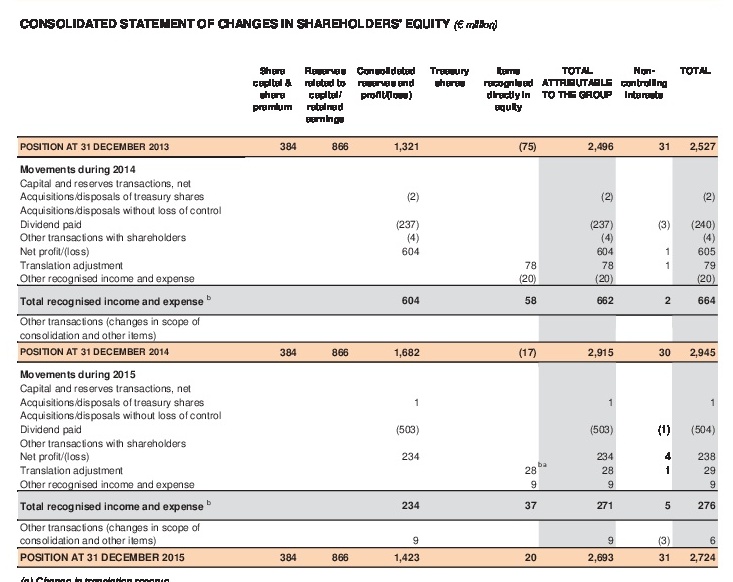 CONSOLIDATED STATEMENT OF CHANGES IN SHAREHOLDERS' EQUITY (€ million)
Share capital & share premium Reserves related to capital/ retained earnings Consolidated reserves and profit/(loss) Treasury shares Items recognised directly in equity TOTAL ATTRIBUTABLE TO THE GROUP Non-controlling interests TOTAL
POSITION AT 31 DECEMBER 2013 384 866 1,321 (75) 2,496 31 2,527
Movements during 2014
Capital and reserves transactions, net
Acquisitions/disposals of treasury shares (2) (2) (2)
Acquisitions/disposals without loss of control
Dividend paid (237) (237) (3) (240)
Other transactions with shareholders (4) (4) (4)
Net profit/(loss) 604 604 1 605
Translation adjustment 78 78 1 79
Other recognised income and expense (20) (20) (20)
Total recognised income and expense b 604 58 662 2 664
Other transactions (changes in scope of
consolidation and other items)
POSITION AT 31 DECEMBER 2014 384 866 1,682 (17) 2,915 30 2,945
Movements during 2015
Capital and reserves transactions, net
Acquisitions/disposals of treasury shares 1 1 1
Acquisitions/disposals without loss of control
Dividend paid (503) (503) (1) (504)
Other transactions with shareholders
Net profit/(loss) 234 234 4 238
Translation adjustment 28 b a 28 1 29
Other recognised income and expense 9 9 9
Total recognised income and expense b 234 37 271 5 276
Other transactions (changes in scope of
consolidation and other items) 9 9 (3) 6
POSITION AT 31 DECEMBER 2015 384 866 1,423 20 2,693 31 2,724
(a) Change in translation reserve